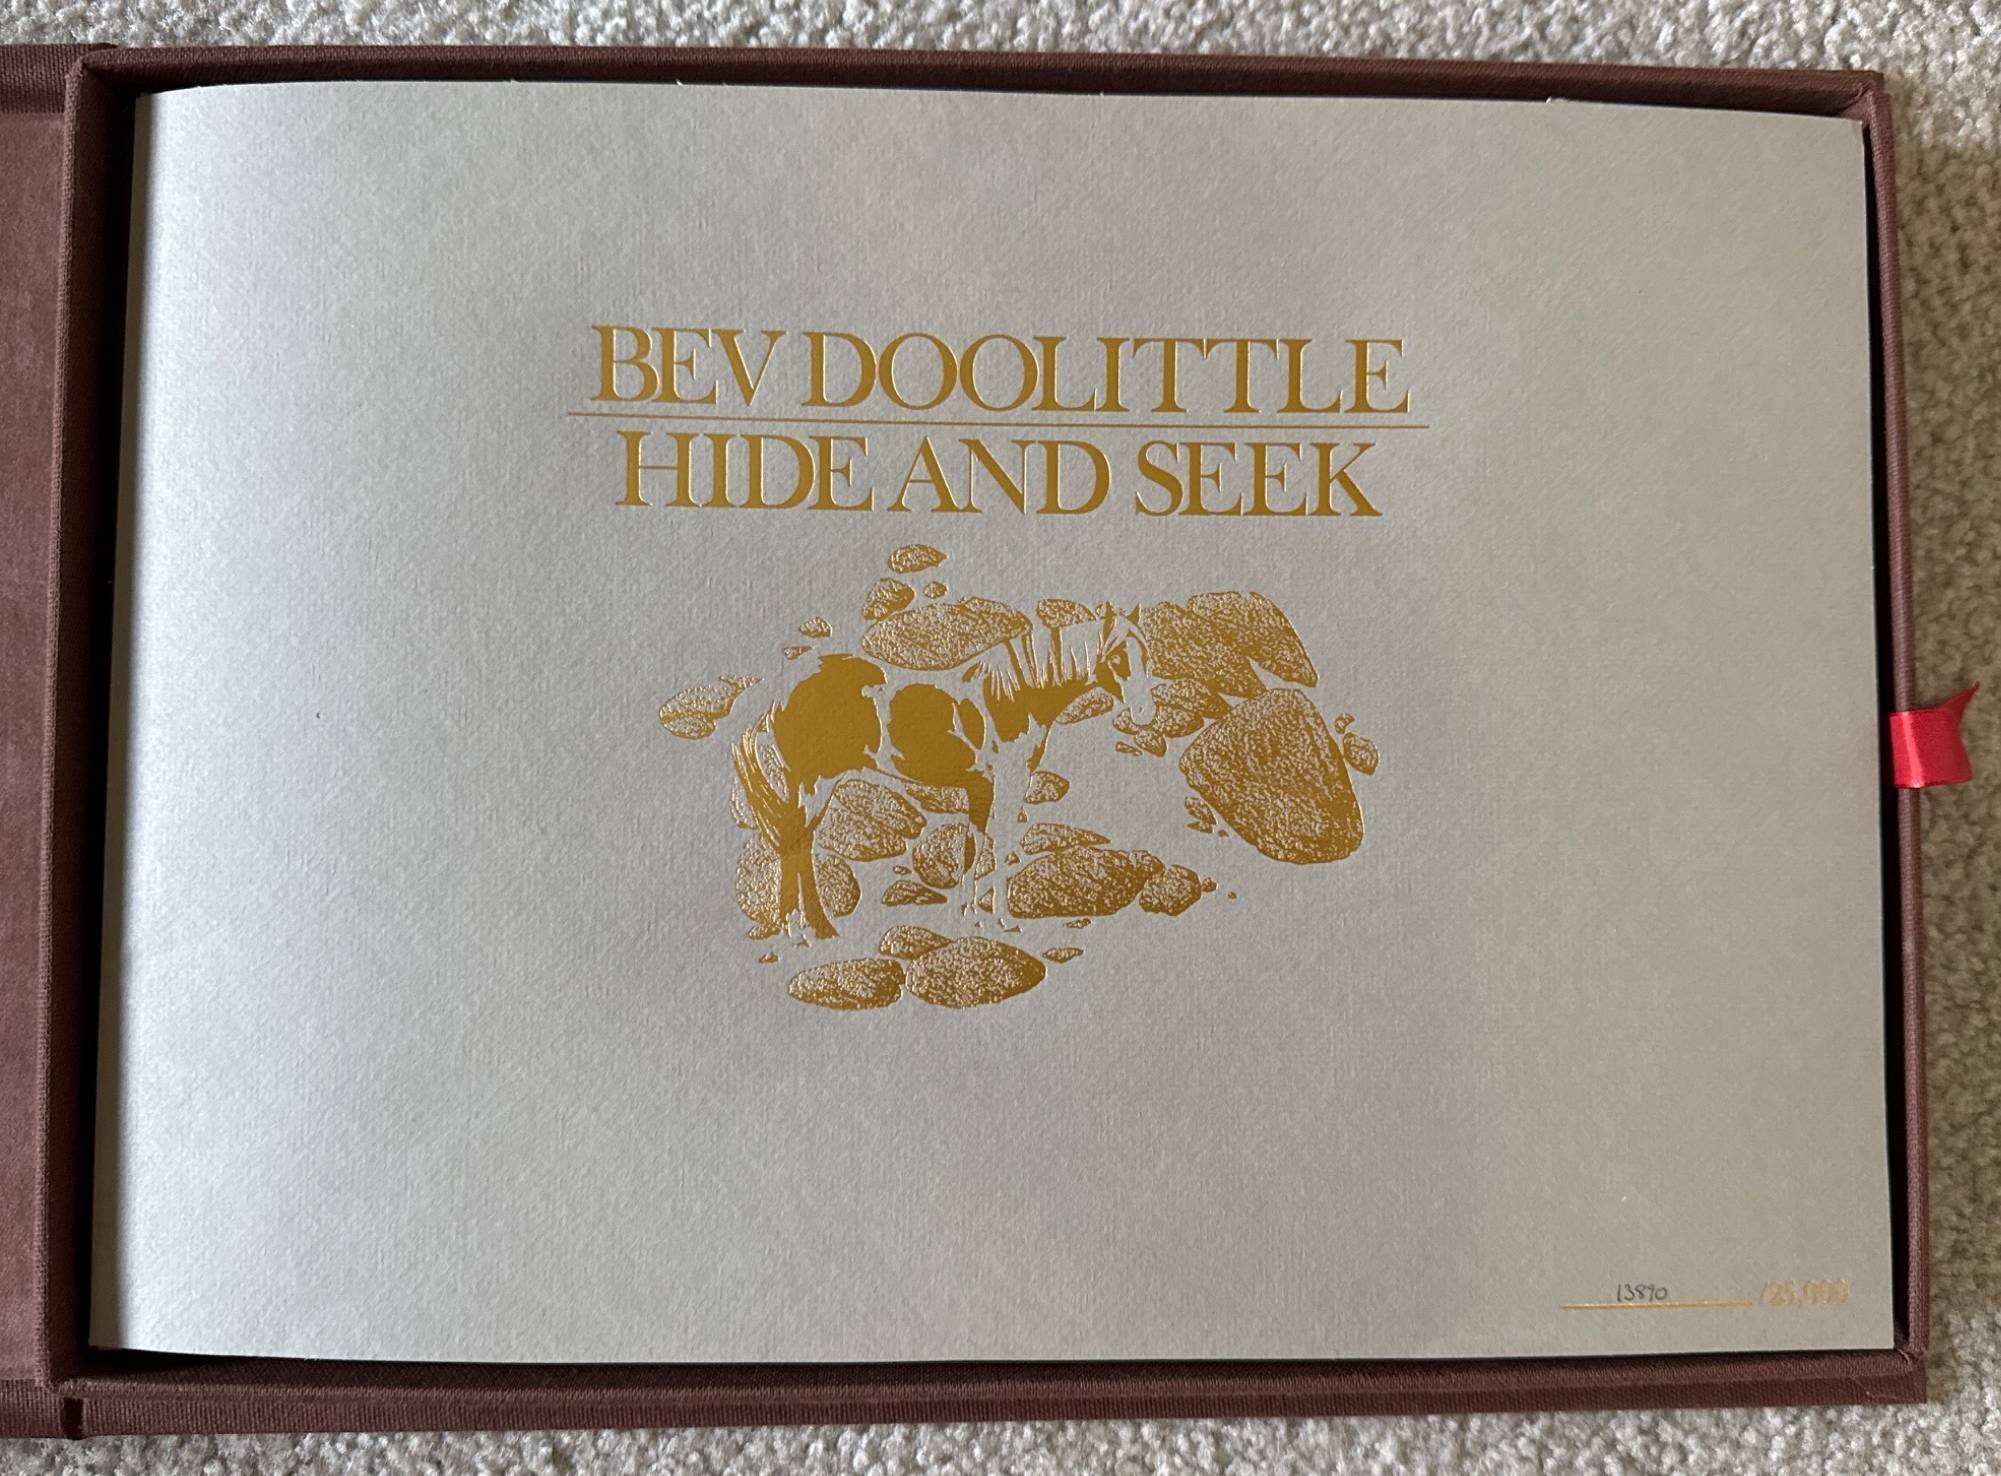 BEV DOOLITTLE
HIDE AND SEEK
13890 /25,000